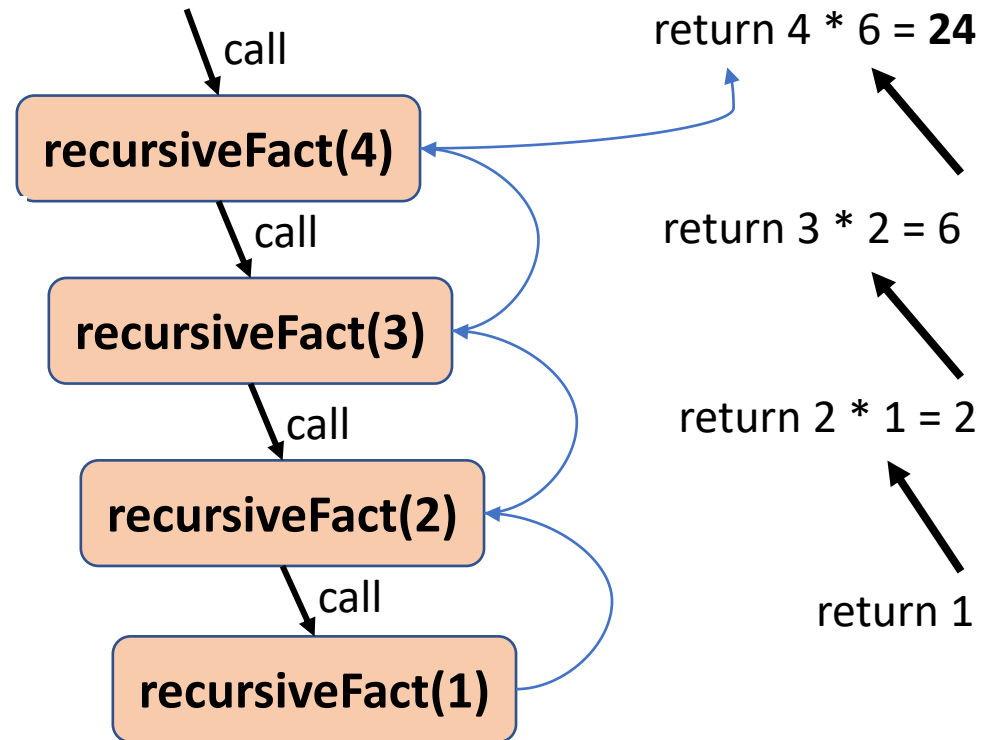 call
recursiveFact(4)
call
recursiveFact(3)
call
recursiveFact(2)
call
recursiveFact(1)
return 4 * 6 = 24
return 3 * 2 = 6
return 2 * 1 = 2
return 1